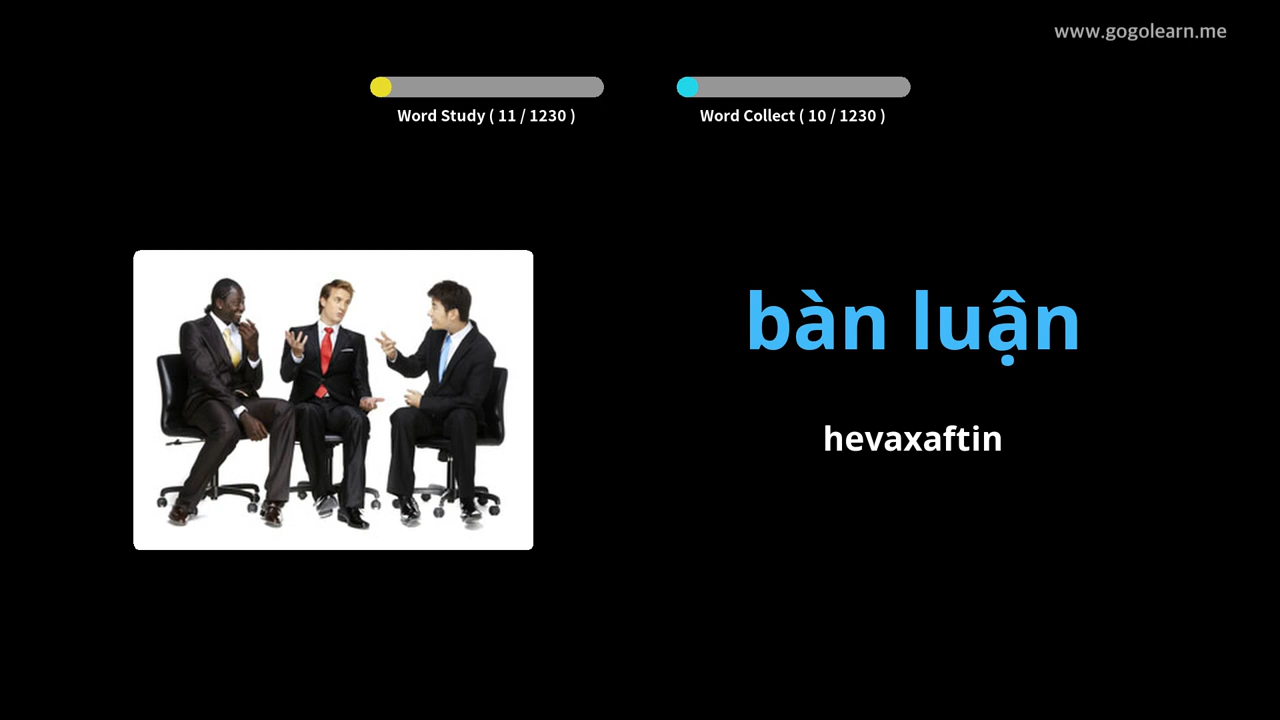 www.gogolearn.me
Word Study ( 11 / 1230 )
Word Collect ( 10 / 1230 )
bàn luận
hevaxaftin